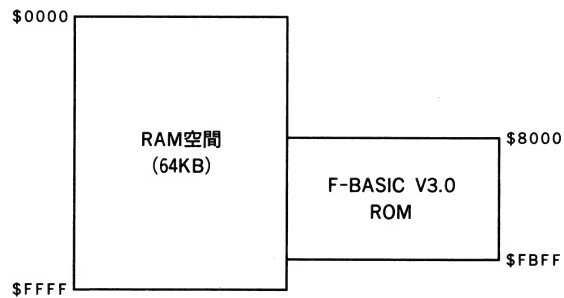 $0000
RAM空間
(64KB)
$8000
F-BASIC V3.0
ROM
$FBFF
$FFFF